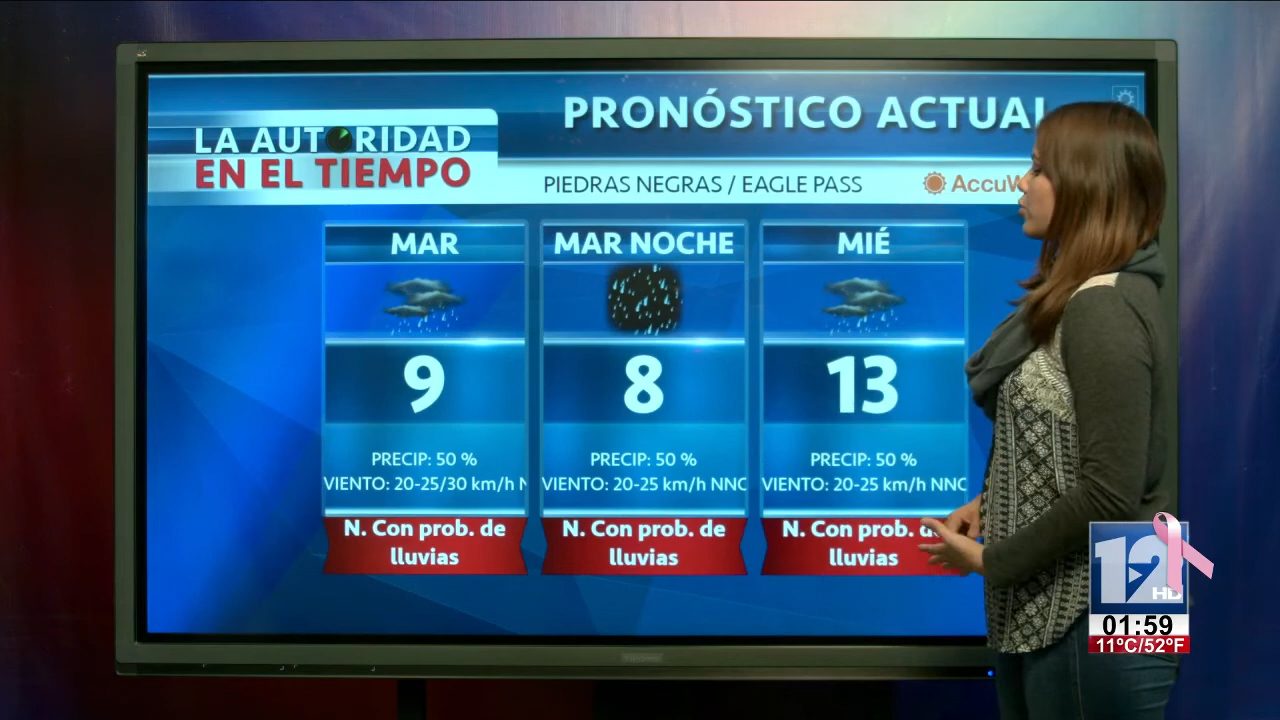 PRONÓSTICO ACTUAL
LA AUTORIDAD
EN EL TIEMPO
PIEDRAS NEGRAS / EAGLE PASS
AccuW
MAR
MAR NOCHE
MIÉ
9
8
13
PRECIP: 50 %
PRECIP: 50 %
PRECIP: 50 %
VIENTO: 20-25/30 km/h N
VIENTO: 20-25 km/h NNO
VIENTO: 20-25 km/h NNO
N. Con prob. de
lluvias
N. Con prob. de
lluvias
N. Con prob. de
lluvias
12
HD
01:59
11°C/52°F